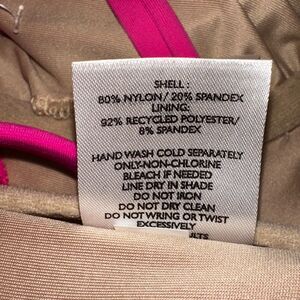 SHELL :
80% NYLON/ 20% SPANDEX
LINING:
92% RECYCLED POLYESTER/
8% SPANDEX
HAND WASH COLD SEPARATELY
ONLY-NON-CHLORINE
BLEACH IF NEEDED
LINE DRY IN SHADE
DO NOT IRON
DO NOT DRY CLEAN
DO NOT WRING OR TWIST
EXCESSIVELY